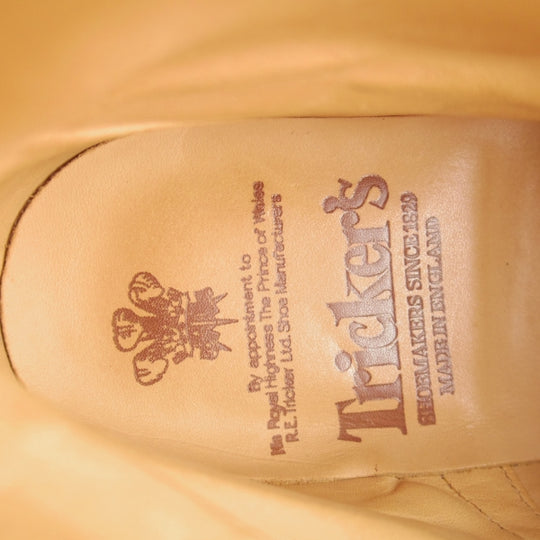 By appointment to
His Royal Highness The Prince of Wales
R.E. Tricker Ltd. Shoe Manufacturers
Tricker's
SHOEMAKERS SINCE 1829
MADE IN ENGLAND